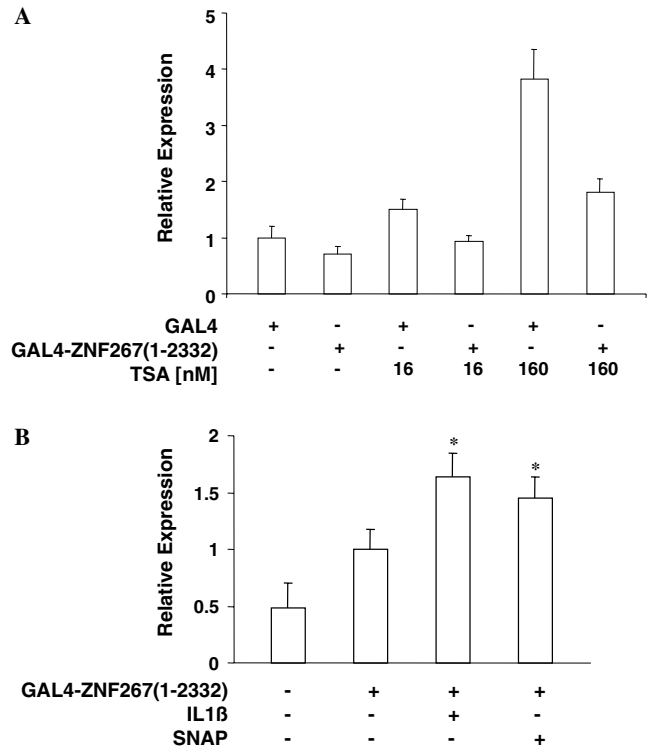 A
Relative Expression
5
4
3
2
1
0
GAL4 + - + - + -
GAL4-ZNF267(1-2332) - + - + - +
TSA [nM] - - 16 16 160 160
B
Relative Expression
2
1.5
1
0.5
0
* *
GAL4-ZNF267(1-2332) - + + +
IL1ß - - + -
SNAP - - - +